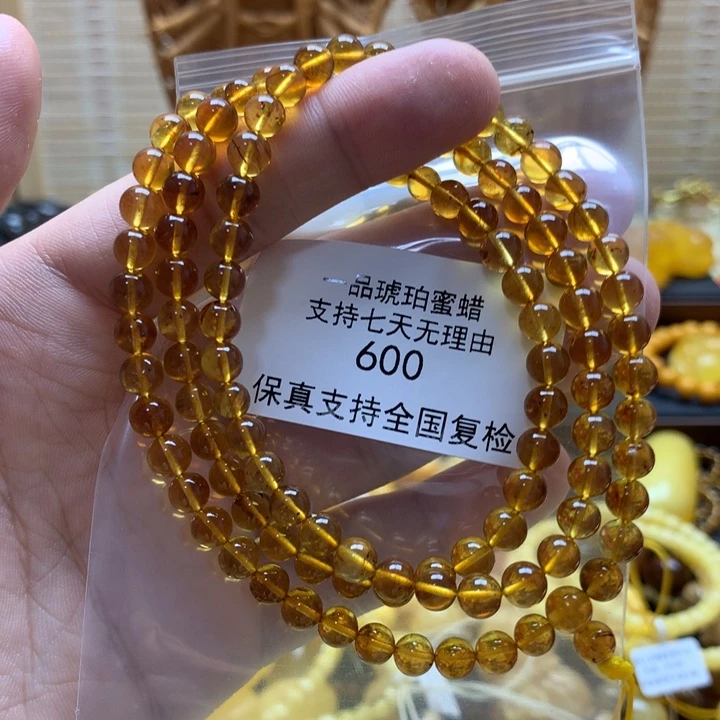 一品琥珀蜜蜡
支持七天无理由
600
保真支持全国复检